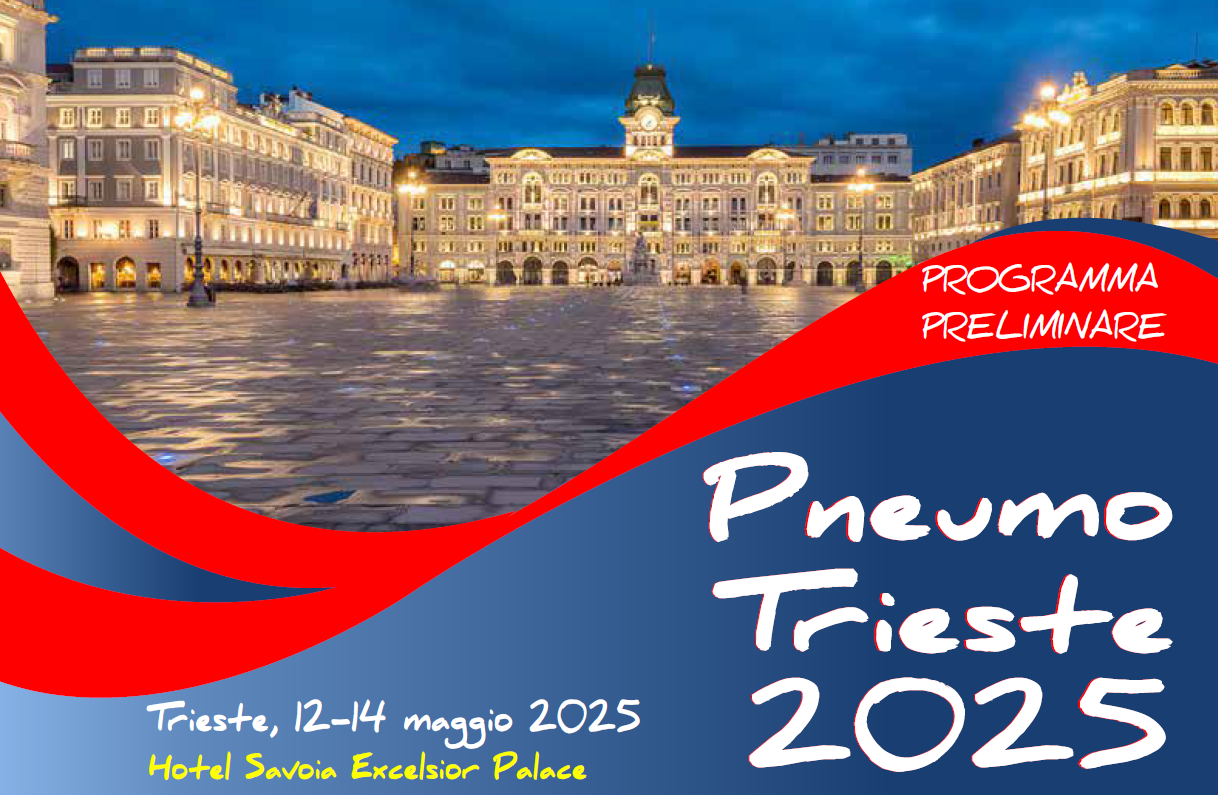 PROGRAMMA
PRELIMINARE
Pneumo
Trieste
2025
Trieste, 12-14 maggio 2025
Hotel Savoia Excelsior Palace